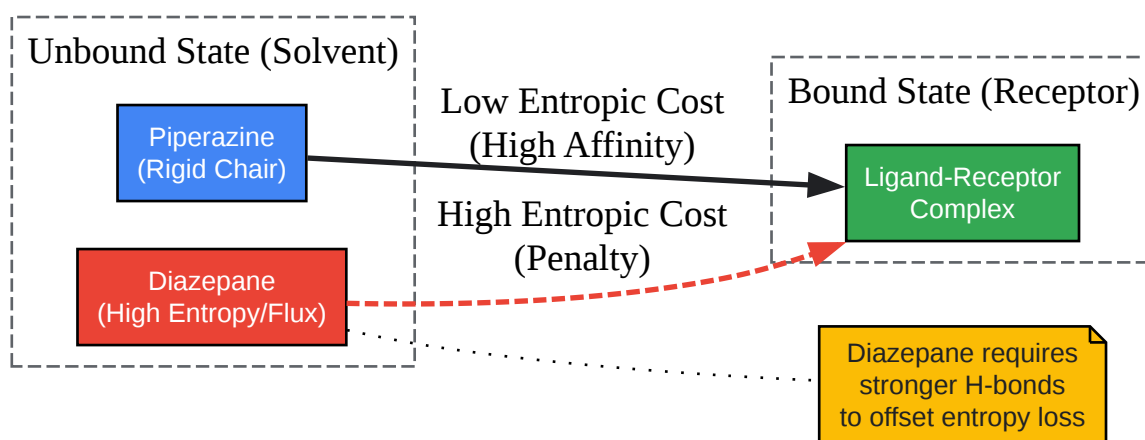 Unbound State (Solvent)
Piperazine
(Rigid Chair)
Diazepane
(High Entropy/Flux)
Low Entropic Cost
(High Affinity)
High Entropic Cost
(Penalty)
Bound State (Receptor)
Ligand-Receptor
Complex
Diazepane requires
stronger H-bonds
to offset entropy loss